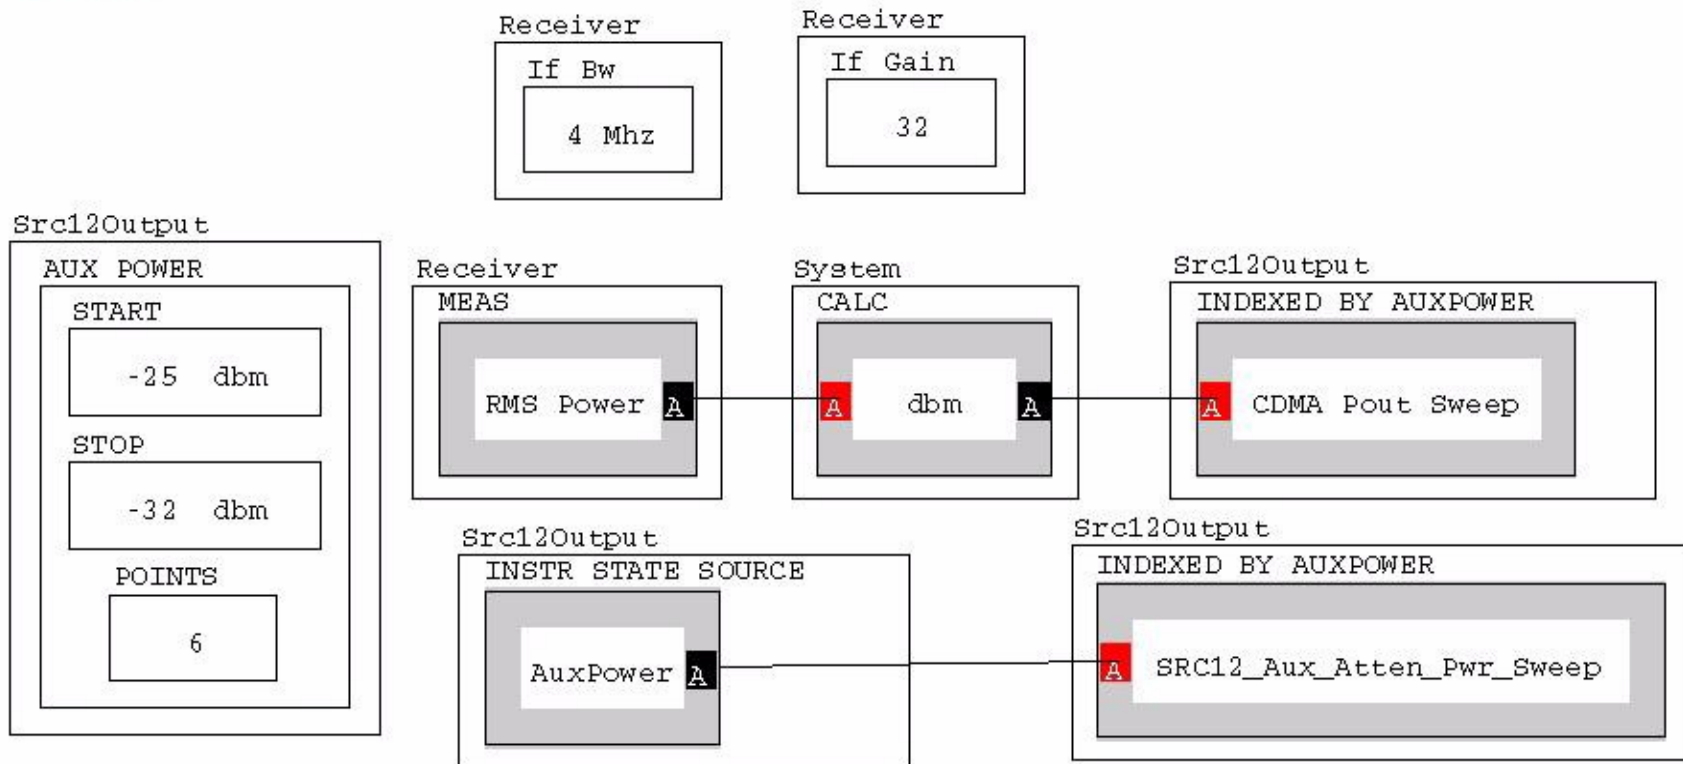 Receiver
If Bw
4 Mhz
Receiver
If Gain
32
Src12Output
AUX POWER
START
-25 dbm
STOP
-32 dbm
POINTS
6
Receiver
MEAS
RMS Power A
System
CALC
A dbm A
Src12Output
INDEXED BY AUXPOWER
A CDMA Pout Sweep
Src12Output
INSTR STATE SOURCE
AuxPower A
Src12Output
INDEXED BY AUXPOWER
A SRC12_Aux_Atten_Pwr_Sweep